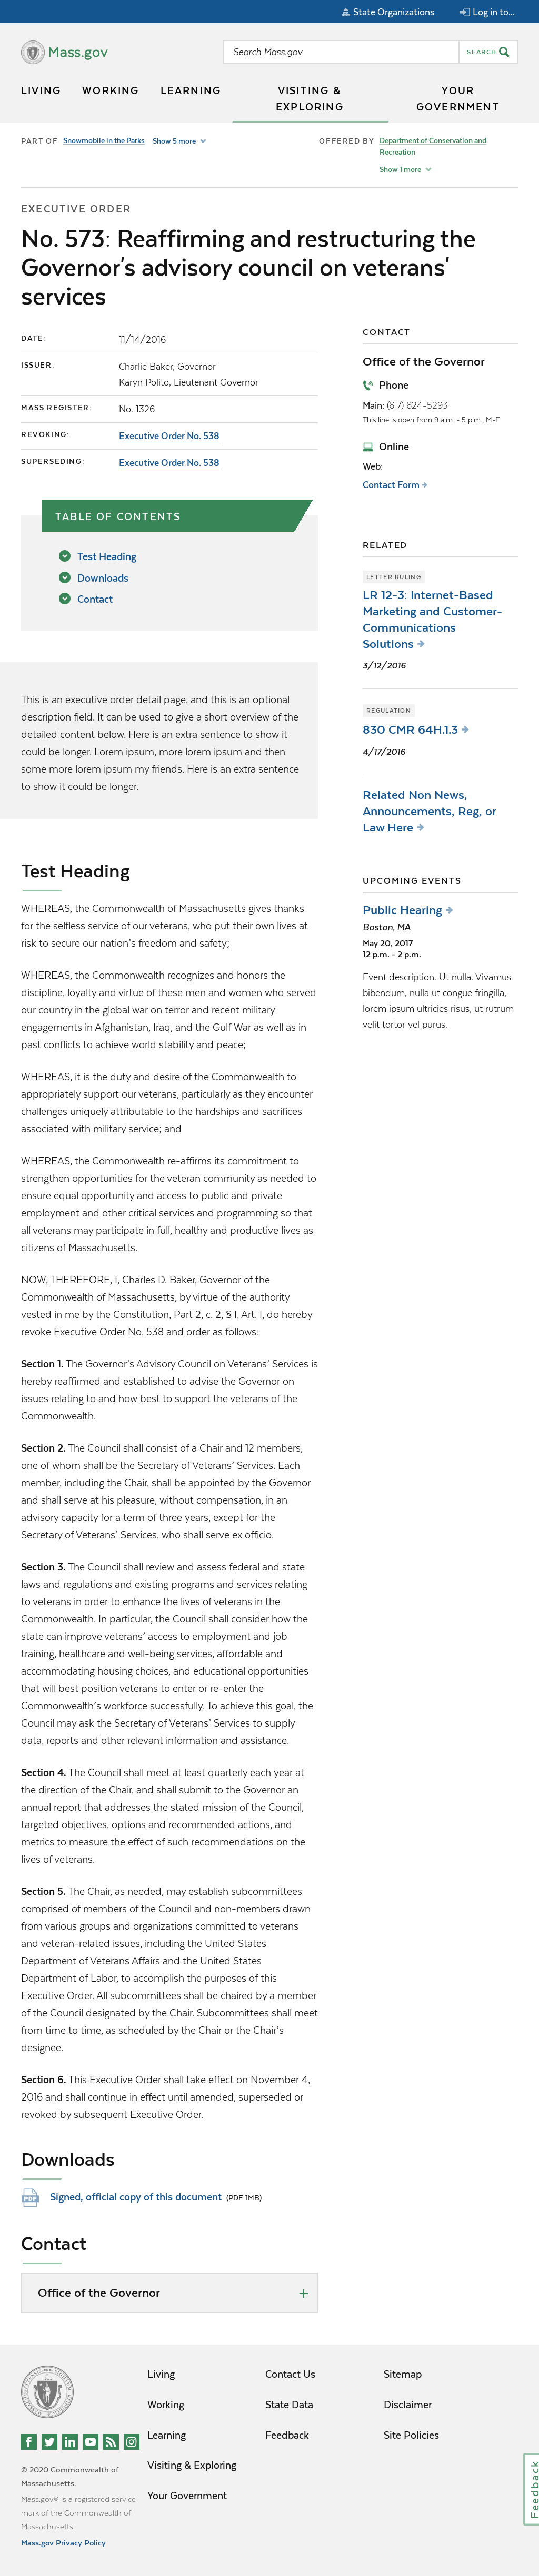 State Organizations
Log in to...
Mass.gov
Search Mass.gov
SEARCH
LIVING
WORKING
LEARNING
VISITING &
EXPLORING
YOUR
GOVERNMENT
PART OF
Snowmobile in the Parks
Show 5 more
OFFERED BY
Department of Conservation and
Recreation
Show 1 more
EXECUTIVE ORDER
No. 573: Reaffirming and restructuring the
Governor's advisory council on veterans'
services
DATE:
11/14/2016
ISSUER:
Charlie Baker, Governor
Karyn Polito, Lieutenant Governor
MASS REGISTER:
No. 1326
REVOKING:
Executive Order No. 538
SUPERSEDING:
Executive Order No. 538
TABLE OF CONTENTS
Test Heading
Downloads
Contact
This is an executive order detail page, and this is an optional
description field. It can be used to give a short overview of the
detailed content below. Here is an extra sentence to show it
could be longer. Lorem ipsum, more lorem ipsum and then
some more lorem ipsum my friends. Here is an extra sentence
to show it could be longer.
Test Heading
WHEREAS, the Commonwealth of Massachusetts gives thanks
for the selfless service of our veterans, who put their own lives at
risk to secure our nation's freedom and safety;
WHEREAS, the Commonwealth recognizes and honors the
discipline, loyalty and virtue of these men and women who served
our country in the global war on terror and recent military
engagements in Afghanistan, Iraq, and the Gulf War as well as in
past conflicts to achieve world stability and peace;
WHEREAS, it is the duty and desire of the Commonwealth to
appropriately support our veterans, particularly as they encounter
challenges uniquely attributable to the hardships and sacrifices
associated with military service; and
WHEREAS, the Commonwealth re-affirms its commitment to
strengthen opportunities for the veteran community as needed to
ensure equal opportunity and access to public and private
employment and other critical services and programming so that
all veterans may participate in full, healthy and productive lives as
citizens of Massachusetts.
NOW, THEREFORE, I, Charles D. Baker, Governor of the
Commonwealth of Massachusetts, by virtue of the authority
vested in me by the Constitution, Part 2, c. 2, § I, Art. I, do hereby
revoke Executive Order No. 538 and order as follows:
Section 1. The Governor's Advisory Council on Veterans' Services is
hereby reaffirmed and established to advise the Governor on
issues relating to and how best to support the veterans of the
Commonwealth.
Section 2. The Council shall consist of a Chair and 12 members,
one of whom shall be the Secretary of Veterans' Services. Each
member, including the Chair, shall be appointed by the Governor
and shall serve at his pleasure, without compensation, in an
advisory capacity for a term of three years, except for the
Secretary of Veterans' Services, who shall serve ex officio.
Section 3. The Council shall review and assess federal and state
laws and regulations and existing programs and services relating
to veterans in order to enhance the lives of veterans in the
Commonwealth. In particular, the Council shall consider how the
state can improve veterans' access to employment and job
training, healthcare and well-being services, affordable and
accommodating housing choices, and educational opportunities
that will best position veterans to enter or re-enter the
Commonwealth's workforce successfully. To achieve this goal, the
Council may ask the Secretary of Veterans' Services to supply
data, reports and other relevant information and assistance.
Section 4. The Council shall meet at least quarterly each year at
the direction of the Chair, and shall submit to the Governor an
annual report that addresses the stated mission of the Council,
targeted objectives, options and recommended actions, and
metrics to measure the effect of such recommendations on the
lives of veterans.
Section 5. The Chair, as needed, may establish subcommittees
comprised of members of the Council and non-members drawn
from various groups and organizations committed to veterans
and veteran-related issues, including the United States
Department of Veterans Affairs and the United States
Department of Labor, to accomplish the purposes of this
Executive Order. All subcommittees shall be chaired by a member
of the Council designated by the Chair. Subcommittees shall meet
from time to time, as scheduled by the Chair or the Chair's
designee.
Section 6. This Executive Order shall take effect on November 4,
2016 and shall continue in effect until amended, superseded or
revoked by subsequent Executive Order.
Downloads
PDF
Signed, official copy of this document (PDF 1MB)
Contact
Office of the Governor
CONTACT
Office of the Governor
Phone
Main: (617) 624-5293
This line is open from 9 a.m. - 5 p.m., M-F
Online
Web:
Contact Form
RELATED
LETTER RULING
LR 12-3: Internet-Based
Marketing and Customer-
Communications
Solutions
3/12/2016
REGULATION
830 CMR 64H.1.3
4/17/2016
Related Non News,
Announcements, Reg, or
Law Here
UPCOMING EVENTS
Public Hearing
Boston, MA
May 20, 2017
12 p.m. - 2 p.m.
Event description. Ut nulla. Vivamus
bibendum, nulla ut congue fringilla,
lorem ipsum ultricies risus, ut rutrum
velit tortor vel purus.
Living
Working
Learning
Visiting & Exploring
Your Government
Contact Us
State Data
Feedback
Sitemap
Disclaimer
Site Policies
© 2020 Commonwealth of
Massachusetts.
Mass.gov® is a registered service
mark of the Commonwealth of
Massachusetts.
Mass.gov Privacy Policy
Feedback